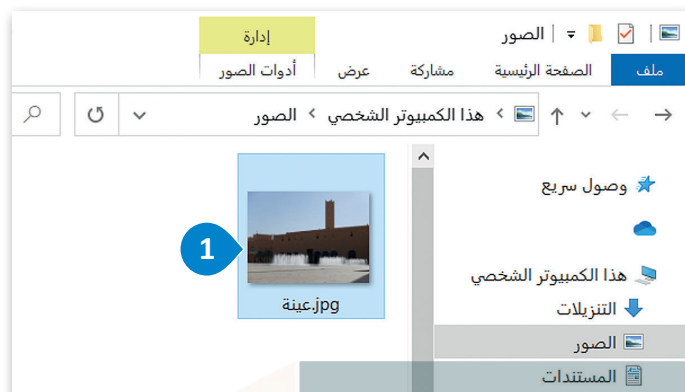 الصور
إدارة
ملف
الصفحة الرئيسية
مشاركة
عرض
أدوات الصور
هذا الكمبيوتر الشخصي
الصور
وصول سريع
هذا الكمبيوتر الشخصي
التنزيلات
الصور
المستندات
1
عينة.jpg